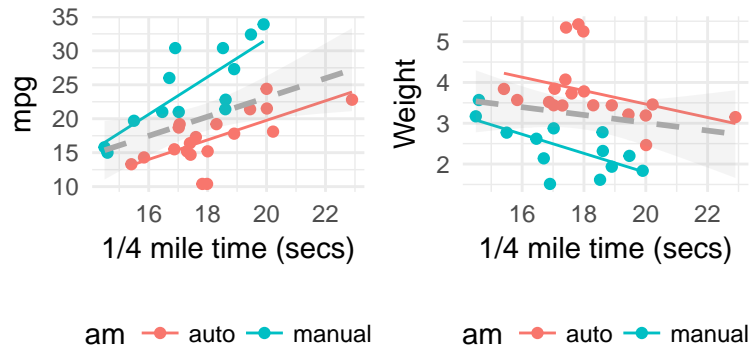 mpg
35
30
25
20
15
10
16 18 20 22
1/4 mile time (secs)
am auto manual
Weight
5
4
3
2
16 18 20 22
1/4 mile time (secs)
am auto manual